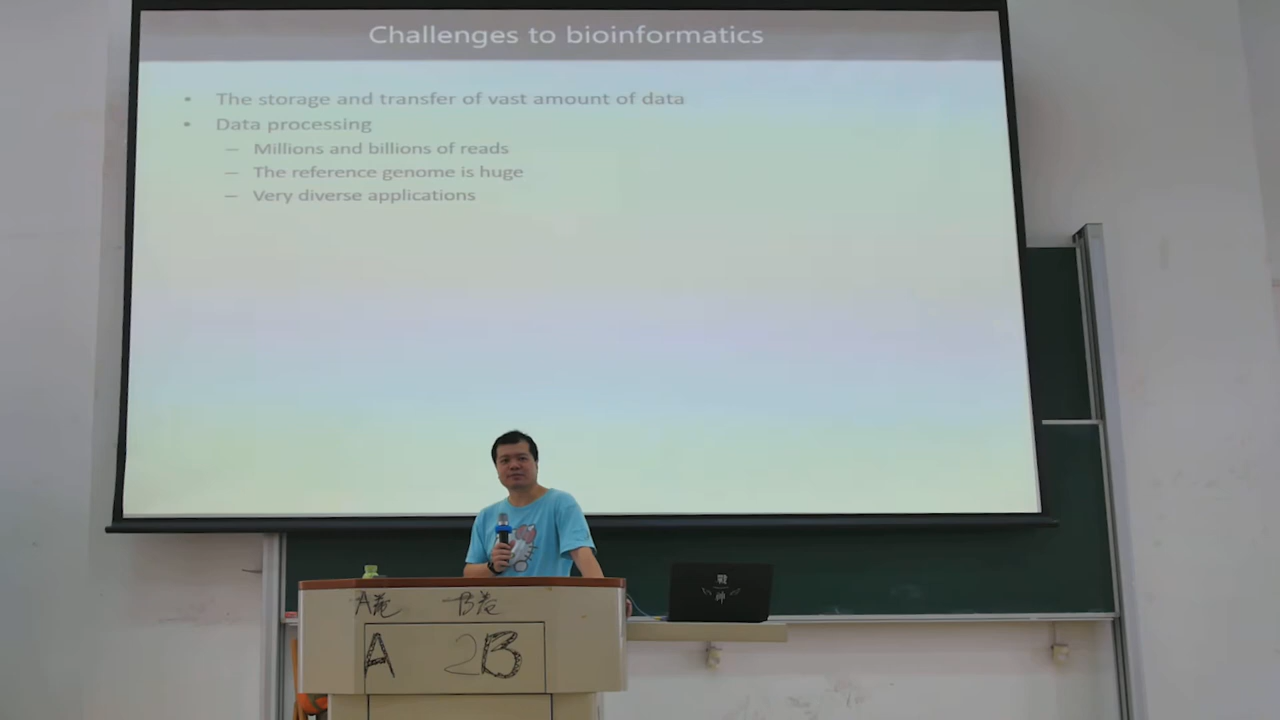 Challenges to bioinformatics
• The storage and transfer of vast amount of data
• Data processing
– Millions and billions of reads
– The reference genome is huge
– Very diverse applications
A卷 B卷
A 2B